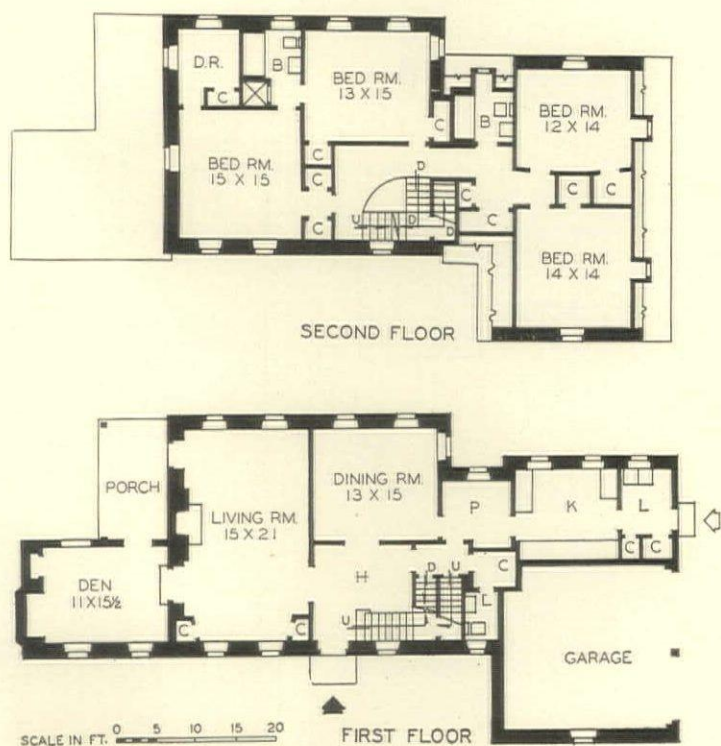 D.R.
B
C
BED RM.
13 X 15
C
B
BED RM.
12 X 14
BED RM.
15 X 15
C
C
C
D
U
D
D
C
C
C
C
BED RM.
14 X 14
SECOND FLOOR
PORCH
LIVING RM.
15 X 21
DINING RM.
13 X 15
P
K
L
C
C
DEN
11 X 15½
H
D
U
C
L
U
C
C
GARAGE
SCALE IN FT.
0 5 10 15 20
FIRST FLOOR